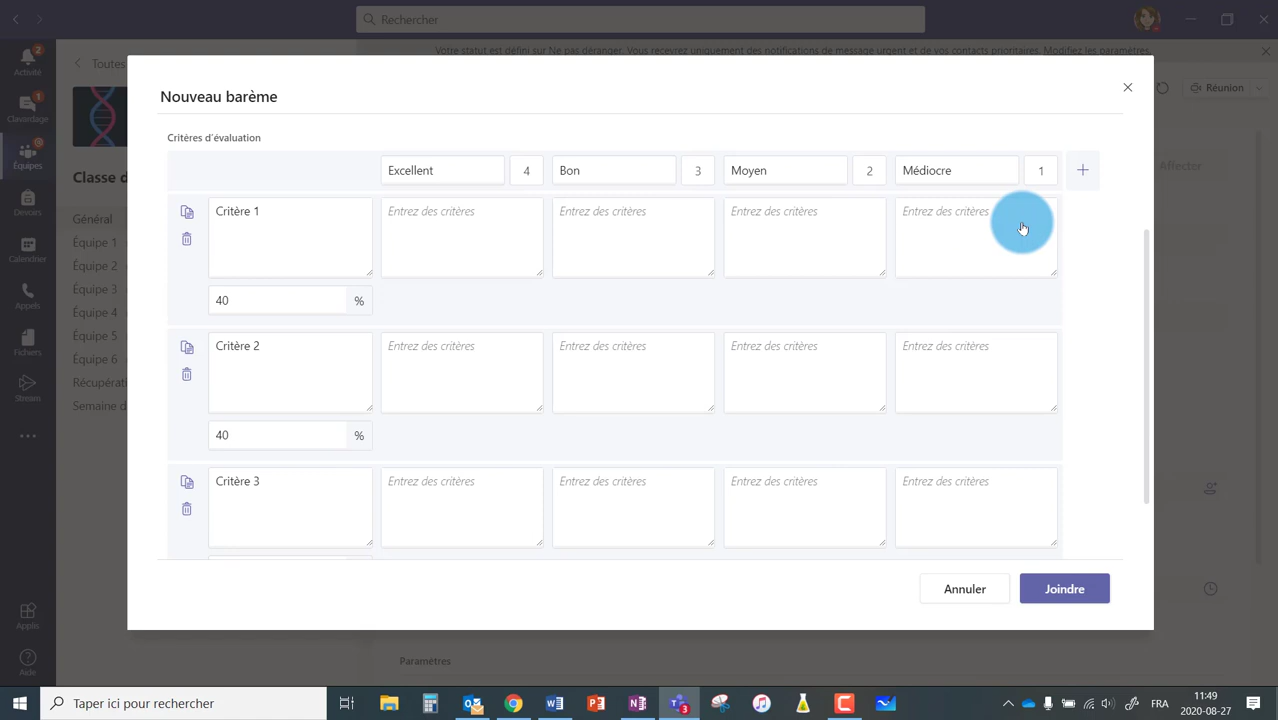 Rechercher
Votre statut est défini sur Ne pas déranger. Vous recevrez uniquement des notifications de message urgent et de vos contacts prioritaires. Modifiez les paramètres.
2
Activité
Toutes
1
Clavardage
Réunion
Équipes
Affecter
Classe d
Devoirs
Général
Équipe 1
Calendrier
Équipe 2
Équipe 3
Appels
Équipe 4
Équipe 5
Fichiers
Équipe 6
Récupératio
Stream
Semaine d
Applis
Aide
Paramètres
Nouveau barème
Critères d'évaluation
Excellent 4 Bon 3 Moyen 2 Médiocre 1
Critère 1 Entrez des critères Entrez des critères Entrez des critères Entrez des critères
40 %
Critère 2 Entrez des critères Entrez des critères Entrez des critères Entrez des critères
40 %
Critère 3 Entrez des critères Entrez des critères Entrez des critères Entrez des critères
Annuler Joindre
Taper ici pour rechercher
3
FRA
11:49
2020-08-27